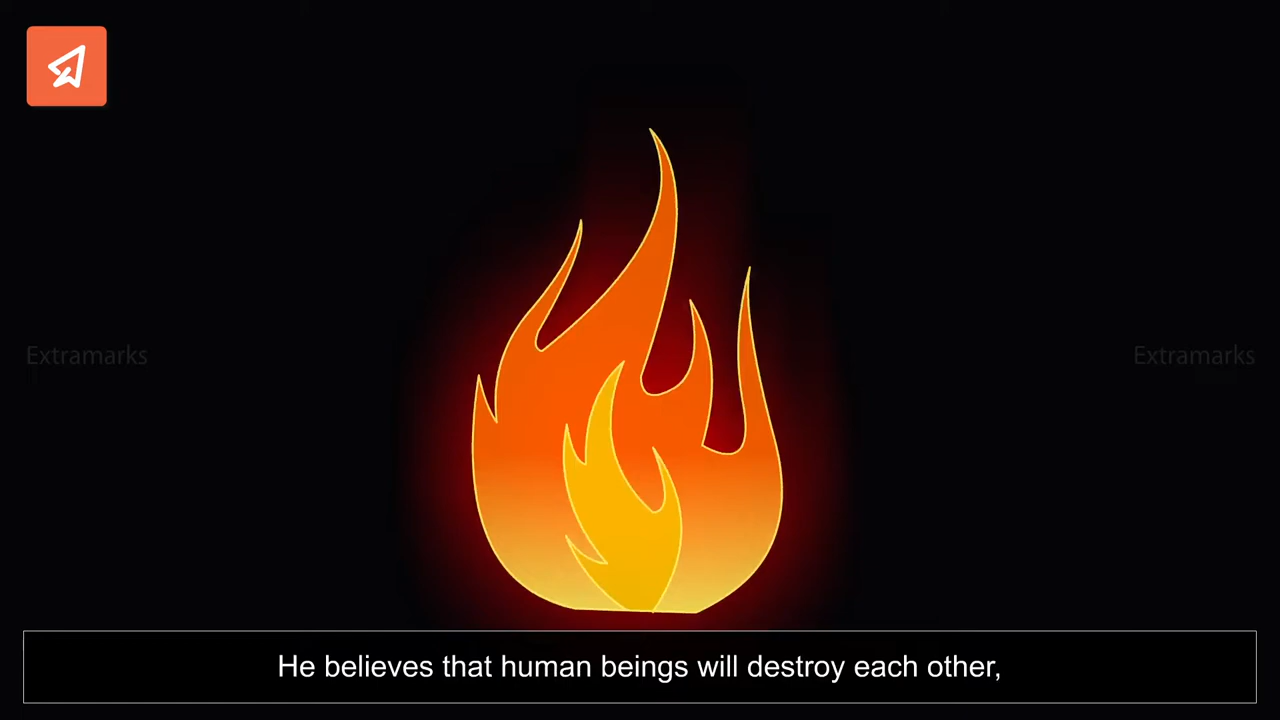 Extramarks
Extramarks
He believes that human beings will destroy each other,